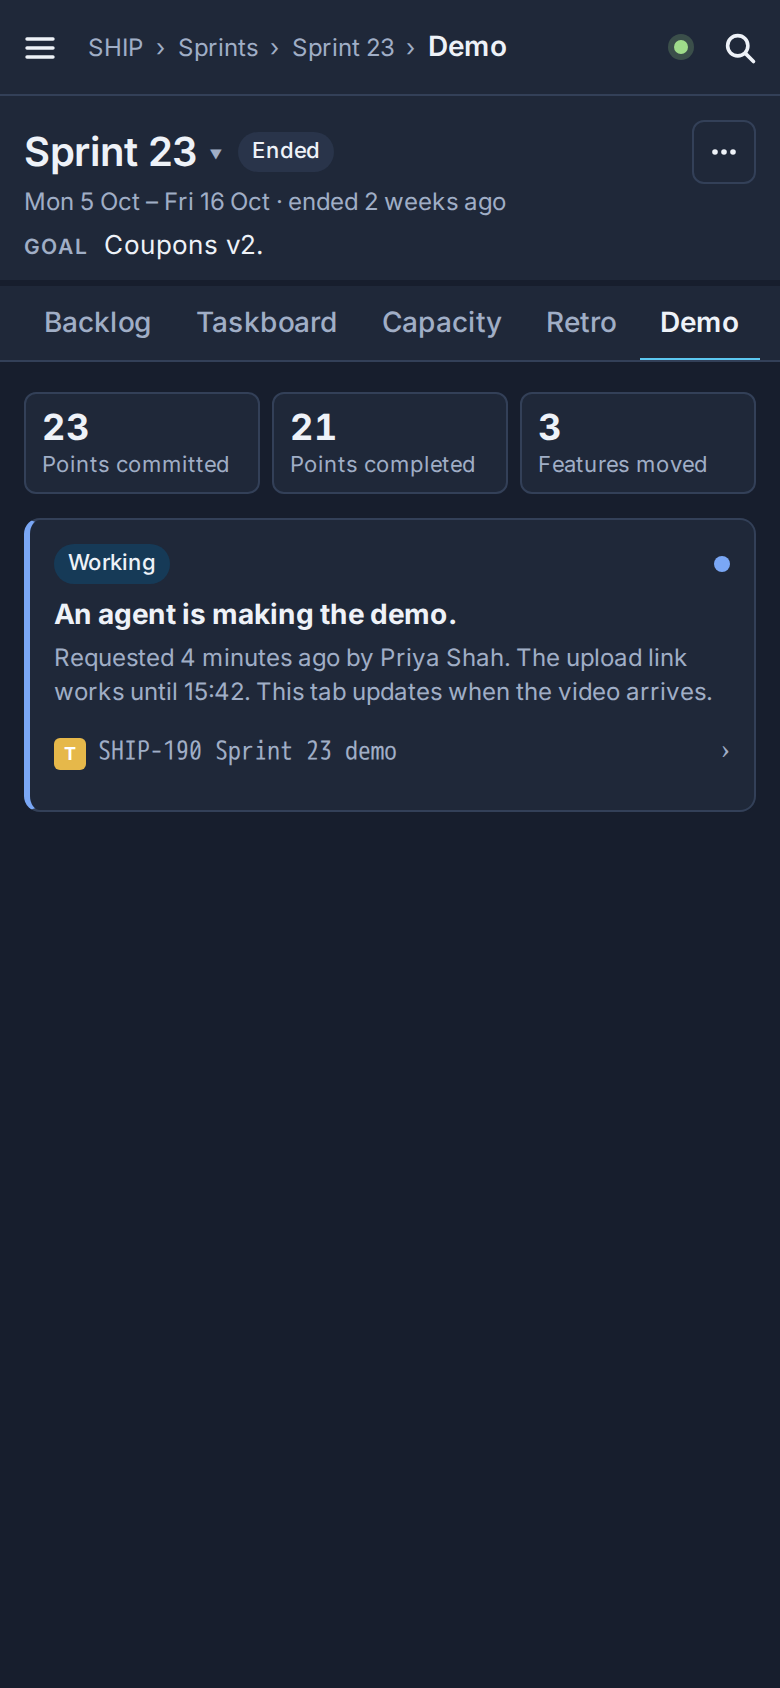 SHIP › Sprints › Sprint 23 › Demo
Sprint 23 ▾ Ended
Mon 5 Oct – Fri 16 Oct · ended 2 weeks ago
GOAL Coupons v2.
Backlog Taskboard Capacity Retro Demo
23 21 3
Points committed Points completed Features moved
Working
An agent is making the demo.
Requested 4 minutes ago by Priya Shah. The upload link
works until 15:42. This tab updates when the video arrives.
T SHIP-190 Sprint 23 demo ›